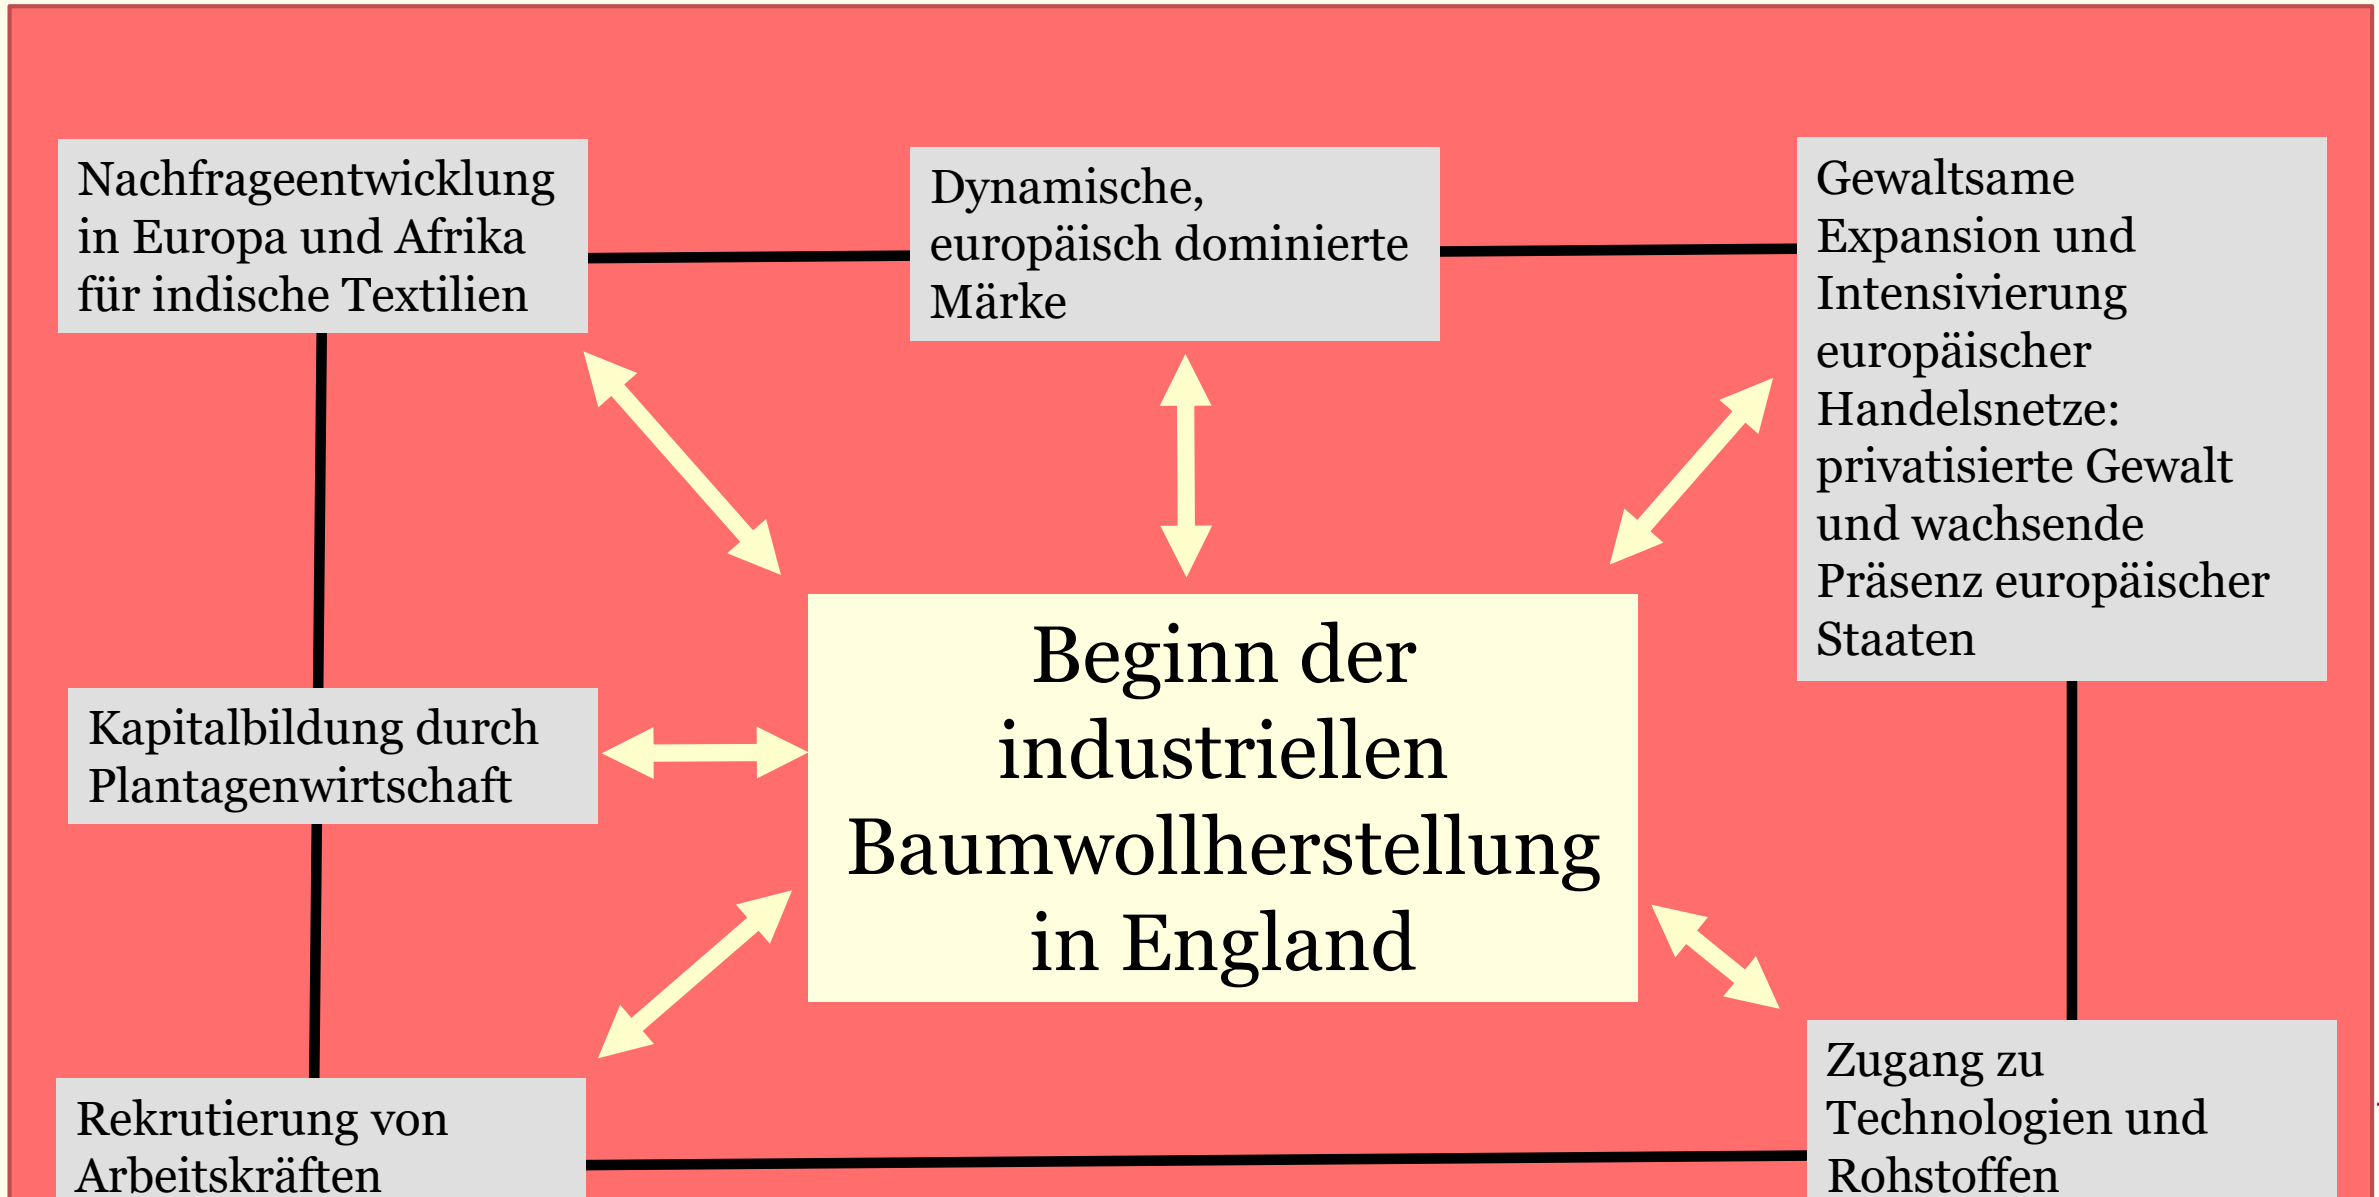 Nachfrageentwicklung
in Europa und Afrika
für indische Textilien
Dynamische,
europäisch dominierte
Märke
Gewaltsame
Expansion und
Intensivierung
europäischer
Handelsnetze:
privatisierte Gewalt
und wachsende
Präsenz europäischer
Staaten
Kapitalbildung durch
Plantagenwirtschaft
Beginn der
industriellen
Baumwollherstellung
in England
Rekrutierung von
Arbeitskräften
Zugang zu
Technologien und
Rohstoffen